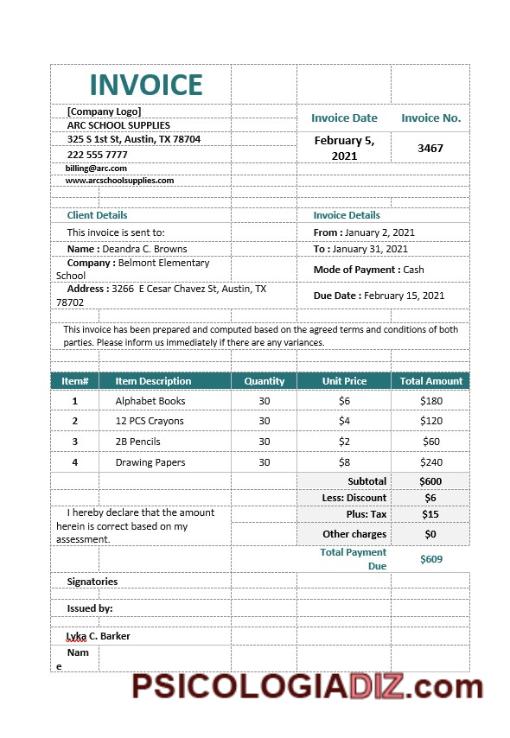 INVOICE
[Company Logo]
ARC SCHOOL SUPPLIES
325 S 1st St, Austin, TX 78704
222 555 7777
billing@arc.com
www.arcschoolsupplies.com
Invoice Date Invoice No.
February 5,
2021
3467
Client Details Invoice Details
This invoice is sent to: From : January 2, 2021
Name : Deandra C. Browns To : January 31, 2021
Company : Belmont Elementary
School
Mode of Payment : Cash
Address : 3266 E Cesar Chavez St, Austin, TX
78702
Due Date : February 15, 2021
This invoice has been prepared and computed based on the agreed terms and conditions of both
parties. Please inform us immediately if there are any variances.
Item# Item Description Quantity Unit Price Total Amount
1 Alphabet Books 30 $6 $180
2 12 PCS Crayons 30 $4 $120
3 2B Pencils 30 $2 $60
4 Drawing Papers 30 $8 $240
Subtotal $600
Less: Discount $6
Plus: Tax $15
Other charges $0
I hereby declare that the amount
herein is correct based on my
assessment.
Total Payment
Due
$609
Signatories
Issued by:
Lyka C. Barker
Nam
e
PSICOLOGIADIZ.com